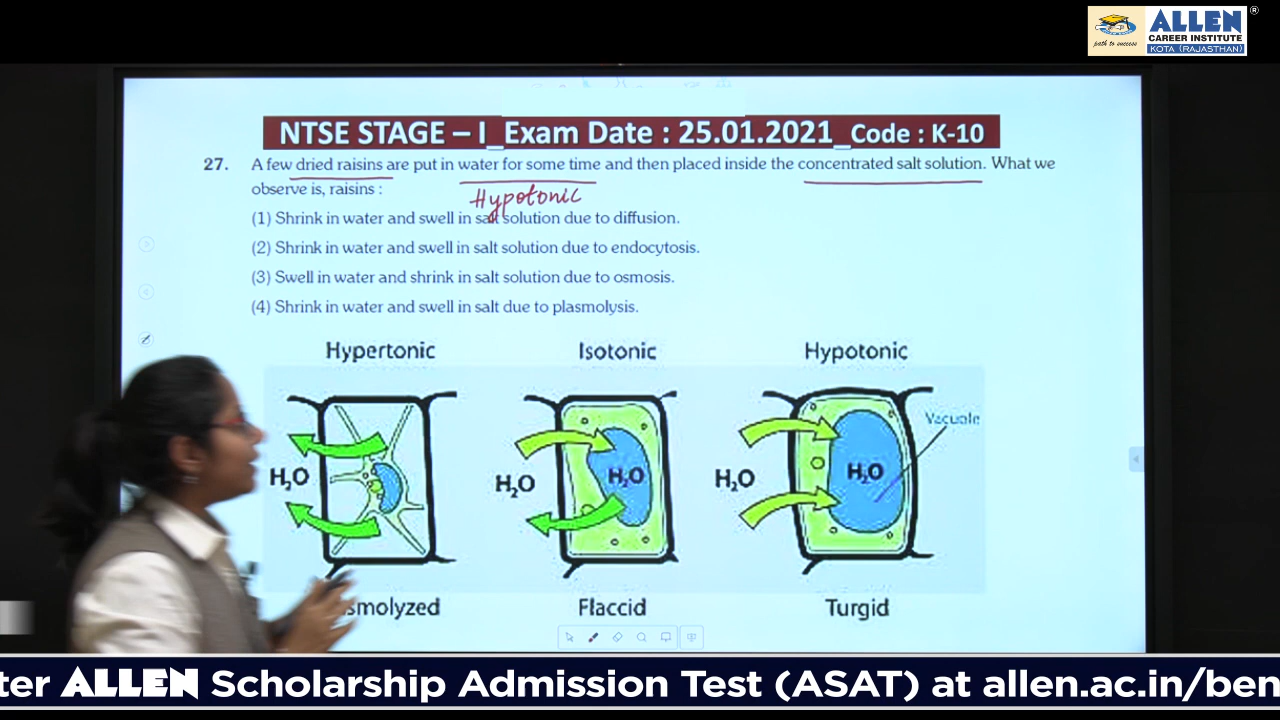 ALLEN
CAREER INSTITUTE
KOTA (RAJASTHAN)
path to success
®
NTSE STAGE – I_Exam Date : 25.01.2021_Code : K-10
27. A few dried raisins are put in water for some time and then placed inside the concentrated salt solution. What we
observe is, raisins :
Hypotonic
(1) Shrink in water and swell in salt solution due to diffusion.
(2) Shrink in water and swell in salt solution due to endocytosis.
(3) Swell in water and shrink in salt solution due to osmosis.
(4) Shrink in water and swell in salt due to plasmolysis.
Hypertonic Isotonic Hypotonic
Vacuole
H₂O H₂O H₂O H₂O H₂O
smolyzed Flaccid Turgid
ter ALLEN Scholarship Admission Test (ASAT) at allen.ac.in/ben